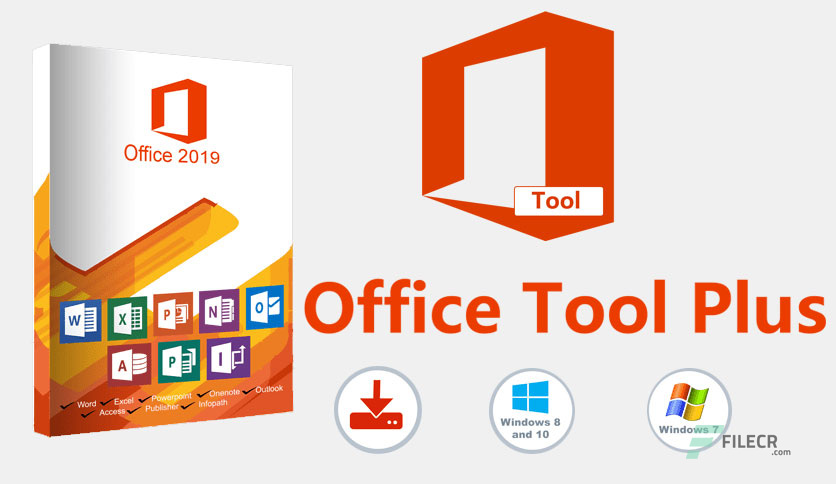 Office 2019
W X P N O
A P I
Word Excel Powerpoint Onenote Outlook
Access Publisher Infopath
Tool
Office Tool Plus
Windows 8
and 10
Windows 7
FILECR
.com